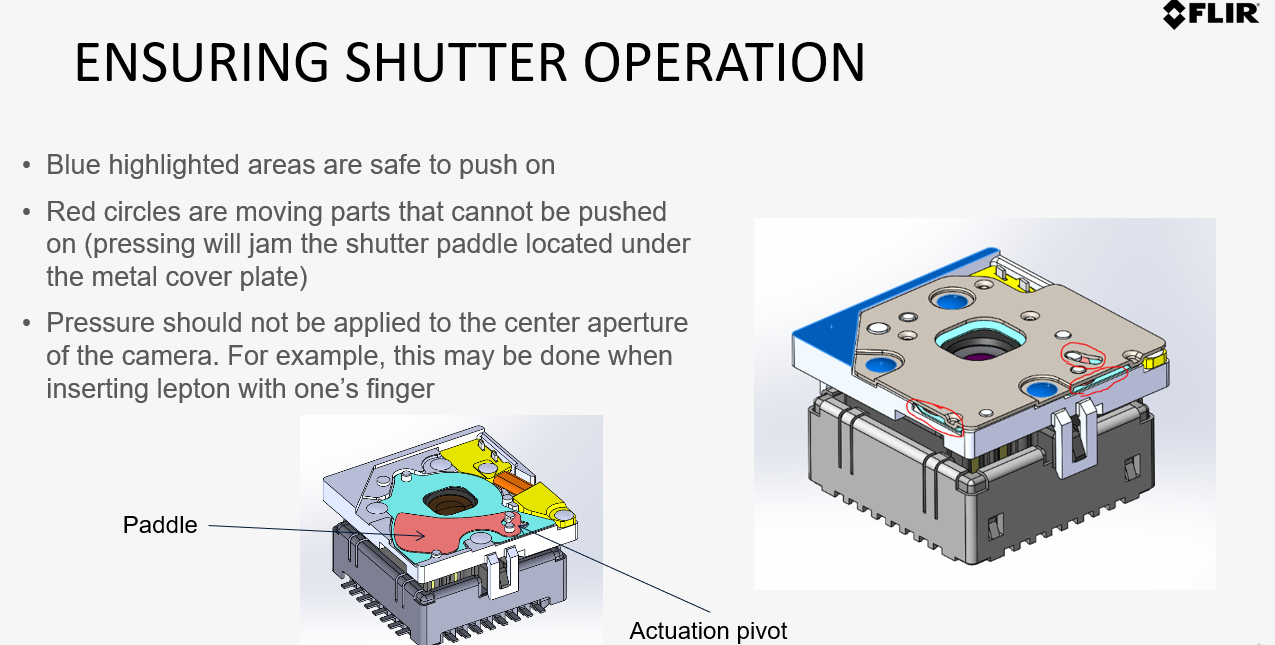 FLIR
ENSURING SHUTTER OPERATION
• Blue highlighted areas are safe to push on
• Red circles are moving parts that cannot be pushed
on (pressing will jam the shutter paddle located under
the metal cover plate)
• Pressure should not be applied to the center aperture
of the camera. For example, this may be done when
inserting lepton with one’s finger
Paddle
Actuation pivot